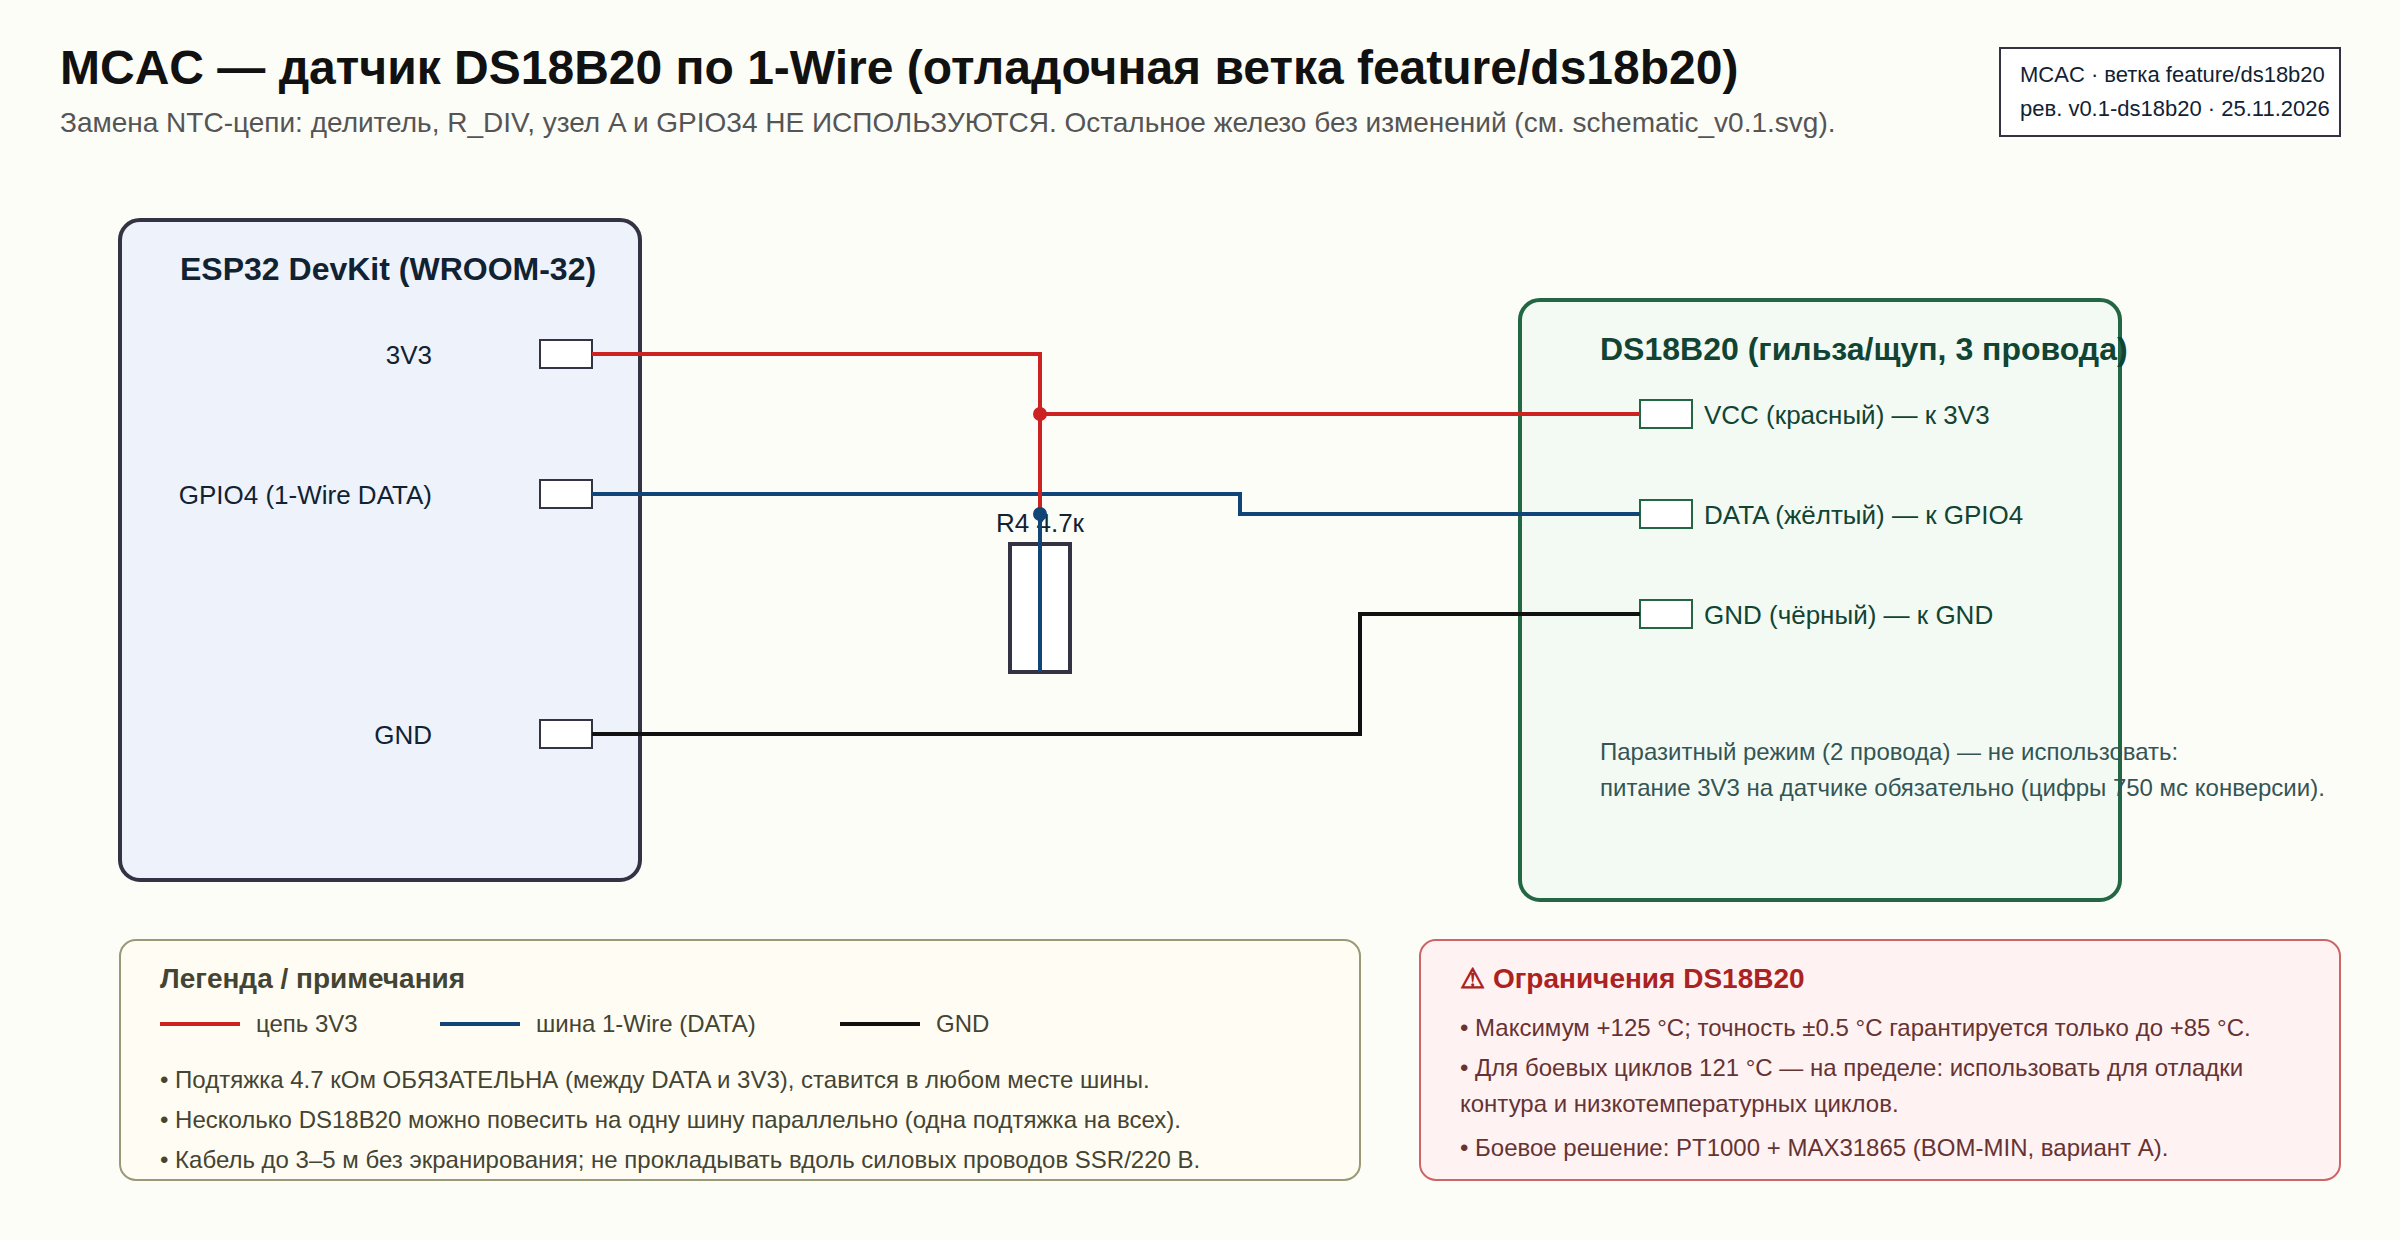 MCAC — датчик DS18B20 по 1-Wire (отладочная ветка feature/ds18b20)
Замена NTC-цепи: делитель, R_DIV, узел A и GPIO34 НЕ ИСПОЛЬЗУЮТСЯ. Остальное железо без изменений (см. schematic_v0.1.svg).
MCAC · ветка feature/ds18b20
рев. v0.1-ds18b20 · 25.11.2026
ESP32 DevKit (WROOM-32)
3V3
GPIO4 (1-Wire DATA)
GND
R4 4.7к
DS18B20 (гильза/щуп, 3 провода)
VCC (красный) — к 3V3
DATA (жёлтый) — к GPIO4
GND (чёрный) — к GND
Паразитный режим (2 провода) — не использовать:
питание 3V3 на датчике обязательно (цифры 750 мс конверсии).
Легенда / примечания
цепь 3V3
шина 1-Wire (DATA)
GND
• Подтяжка 4.7 кОм ОБЯЗАТЕЛЬНА (между DATA и 3V3), ставится в любом месте шины.
• Несколько DS18B20 можно повесить на одну шину параллельно (одна подтяжка на всех).
• Кабель до 3–5 м без экранирования; не прокладывать вдоль силовых проводов SSR/220 В.
⚠ Ограничения DS18B20
• Максимум +125 °C; точность ±0.5 °C гарантируется только до +85 °C.
• Для боевых циклов 121 °C — на пределе: использовать для отладки
контура и низкотемпературных циклов.
• Боевое решение: PT1000 + MAX31865 (BOM-MIN, вариант A).